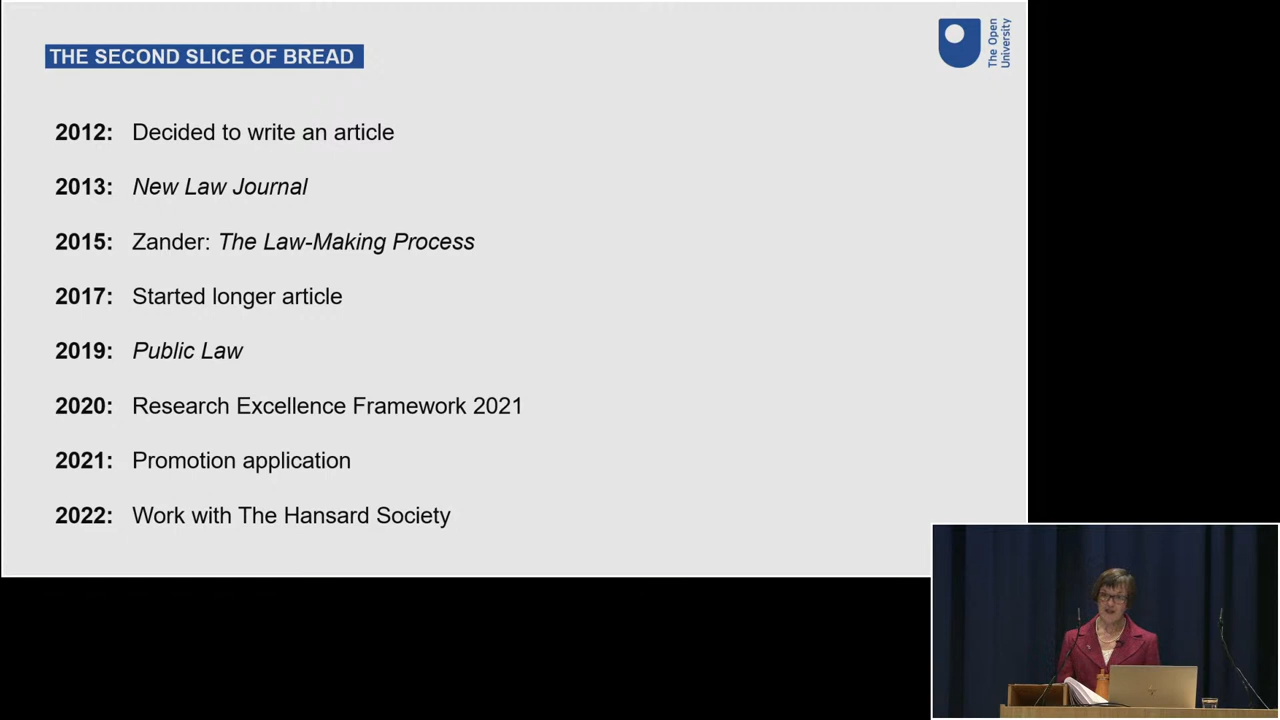 THE SECOND SLICE OF BREAD
The Open
University
2012: Decided to write an article
2013: New Law Journal
2015: Zander: The Law-Making Process
2017: Started longer article
2019: Public Law
2020: Research Excellence Framework 2021
2021: Promotion application
2022: Work with The Hansard Society